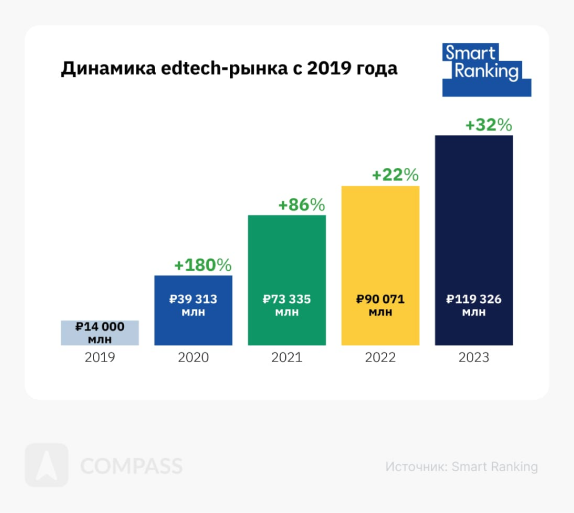 Динамика edtech-рынка с 2019 года
Smart
Ranking
+32%
+22%
+86%
+180%
₽14 000
млн
₽39 313
млн
₽73 335
млн
₽90 071
млн
₽119 326
млн
2019
2020
2021
2022
2023
COMPASS
Источник: Smart Ranking